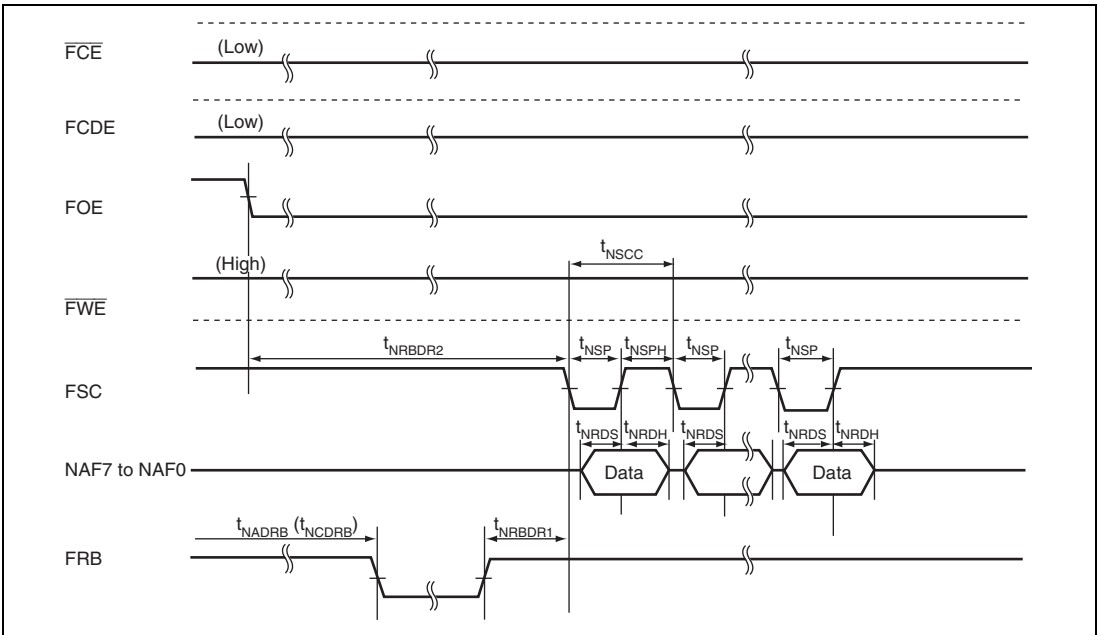 FCE (Low)
FCDE (Low)
FOE
(High)
tNSCC
FWE
tNRBDR2 tNSP tNSPH tNSP tNSP
FSC
tNRDS tNRDH tNRDS tNRDS tNRDH
NAF7 to NAF0 Data Data
tNADRB (tNCDRB) tNRBDR1
FRB